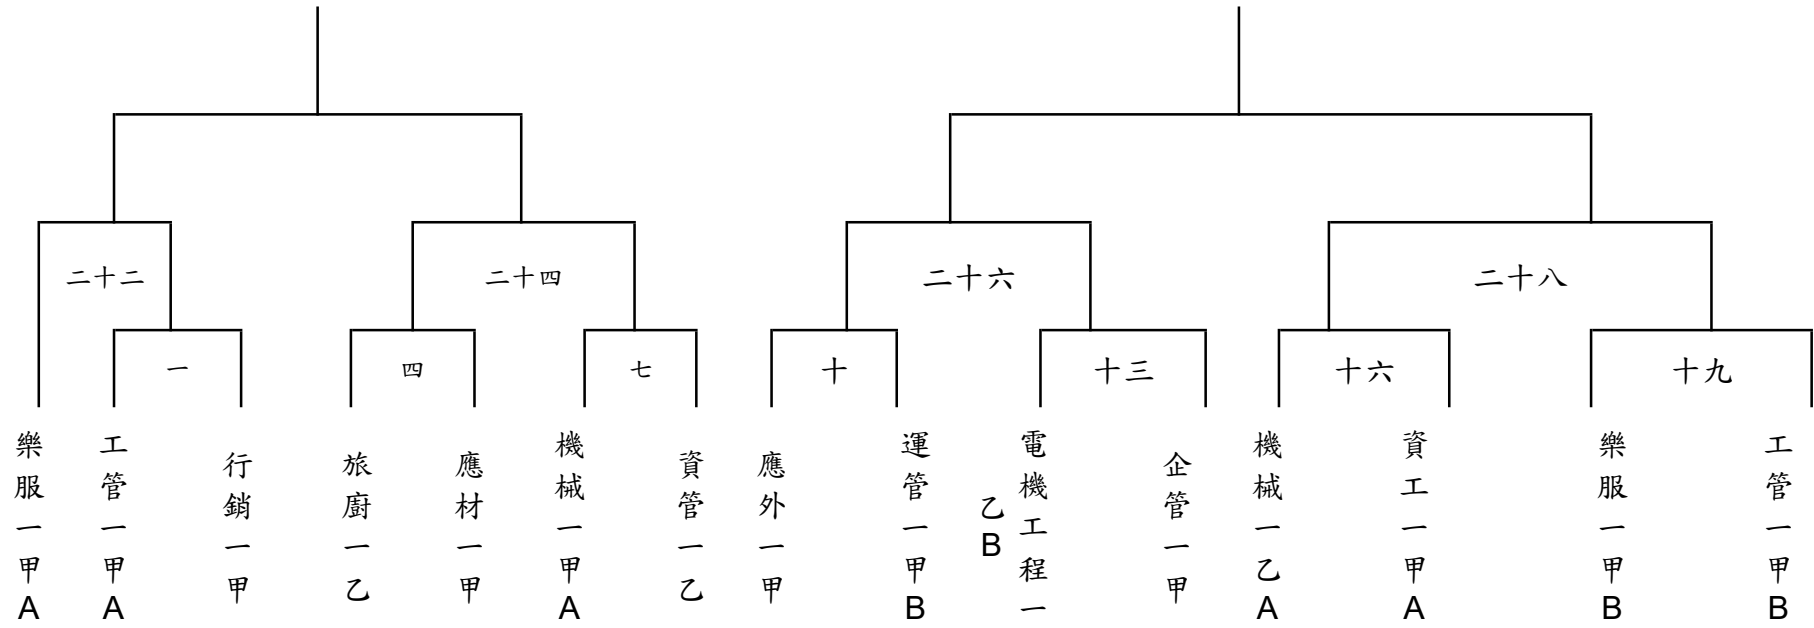 二十二
二十四
二十六
二十八
一
四
七
十
十三
十六
十九
樂服一甲A
工管一甲A
行銷一甲
旅廚一乙
應材一甲
機械一甲A
資管一乙
應外一甲
運管一甲B
電機工程一
乙B
企管一甲
機械一乙A
資工一甲A
樂服一甲B
工管一甲B